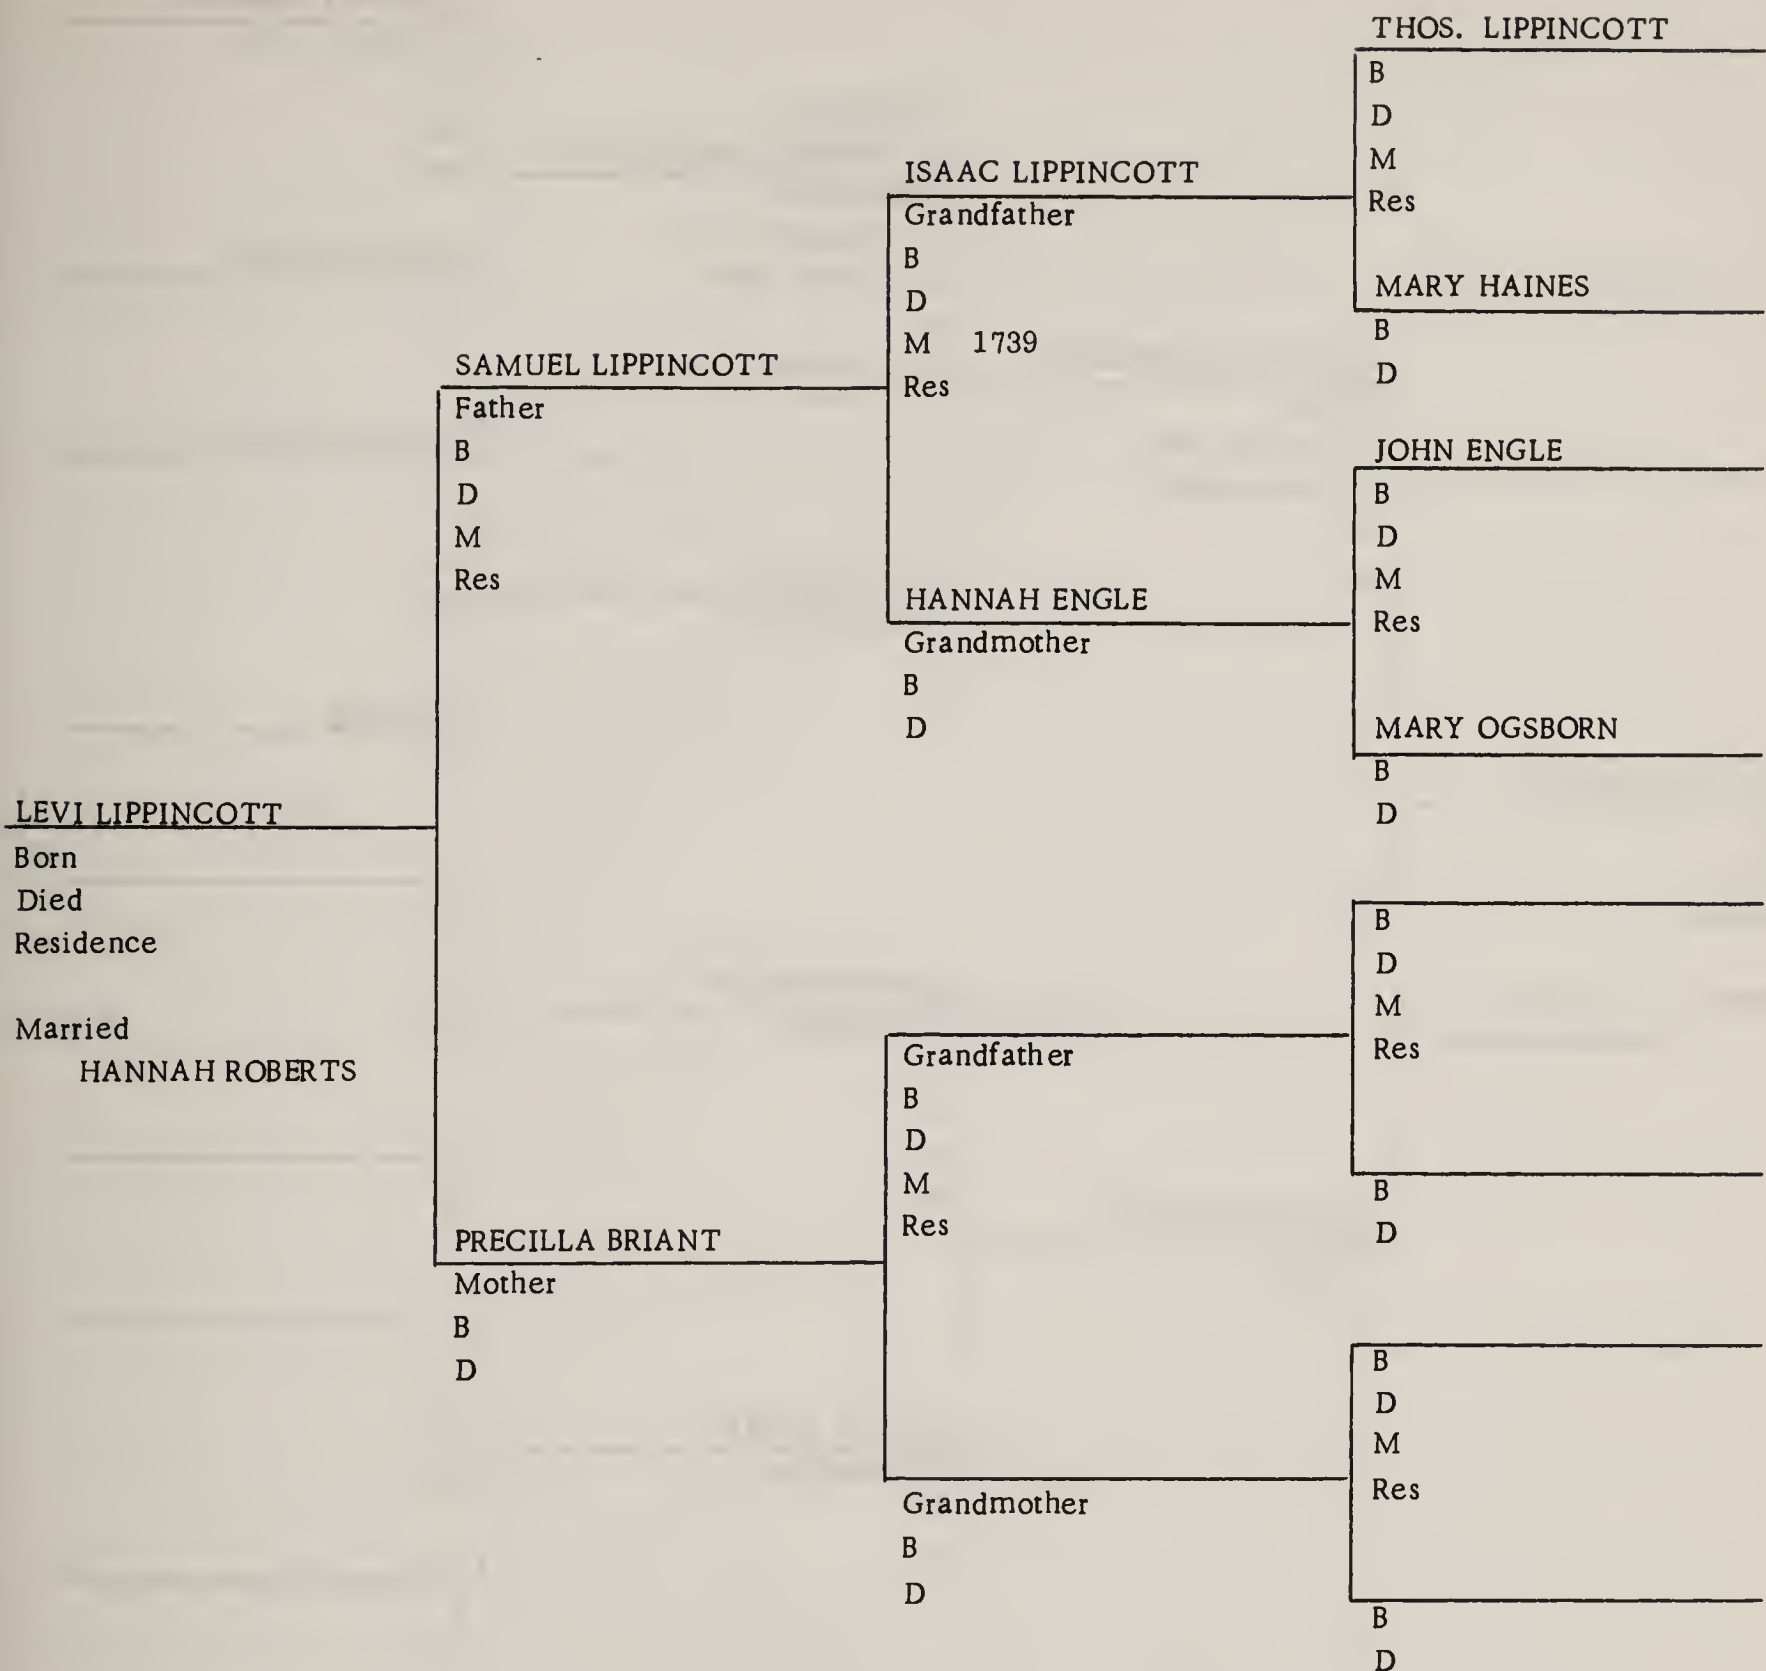 THOS. LIPPINCOTT
B
D
M
Res
MARY HAINES
B
D
ISAAC LIPPINCOTT
Grandfather
B
D
M 1739
Res
SAMUEL LIPPINCOTT
Father
B
D
M
Res
JOHN ENGLE
B
D
M
Res
HANNAH ENGLE
Grandmother
B
D
MARY OGSBORN
B
D
LEVI LIPPINCOTT
Born
Died
Residence
Married
HANNAH ROBERTS
B
D
M
Res
Grandfather
B
D
M
Res
B
D
PRECILLA BRIANT
Mother
B
D
B
D
M
Res
Grandmother
B
D
B
D